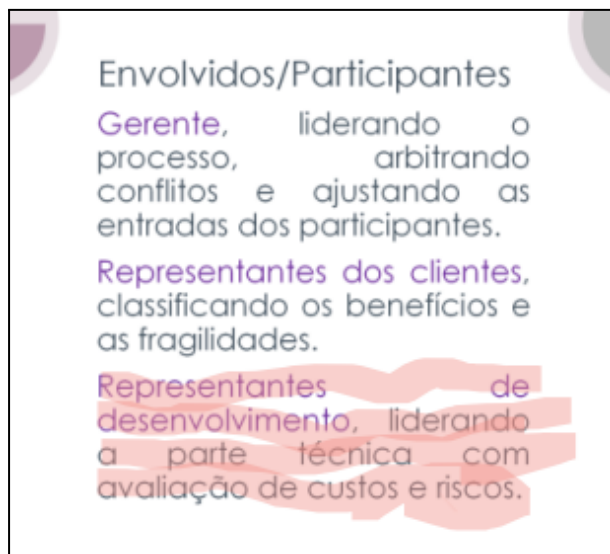 Envolvidos/Participantes
Gerente, liderando o
processo, arbitrando
conflitos e ajustando as
entradas dos participantes.
Representantes dos clientes,
classificando os benefícios e
as fragilidades.
Representantes de
desenvolvimento, liderando
a parte técnica com
avaliação de custos e riscos.